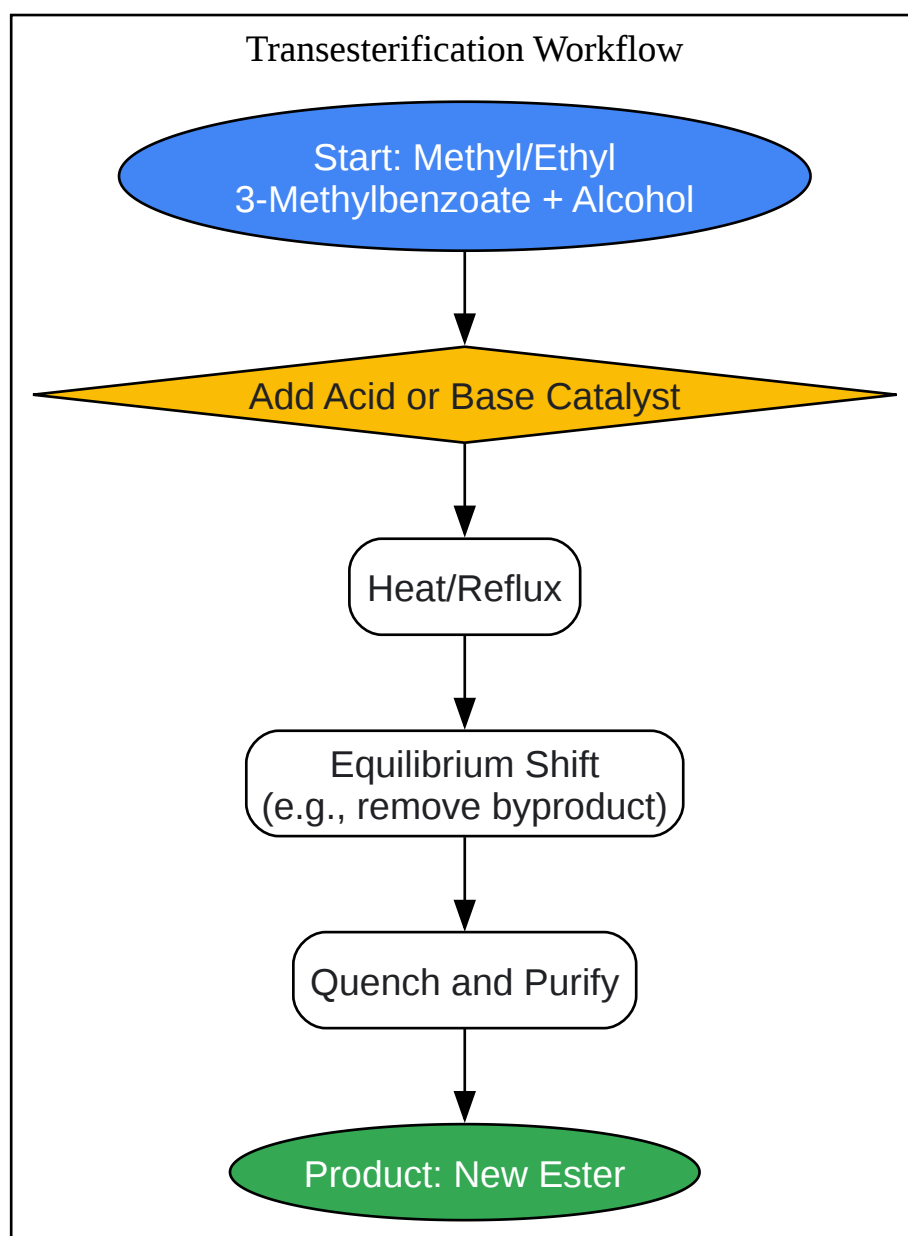 Transesterification Workflow
Start: Methyl/Ethyl
3-Methylbenzoate + Alcohol
Add Acid or Base Catalyst
Heat/Reflux
Equilibrium Shift
(e.g., remove byproduct)
Quench and Purify
Product: New Ester